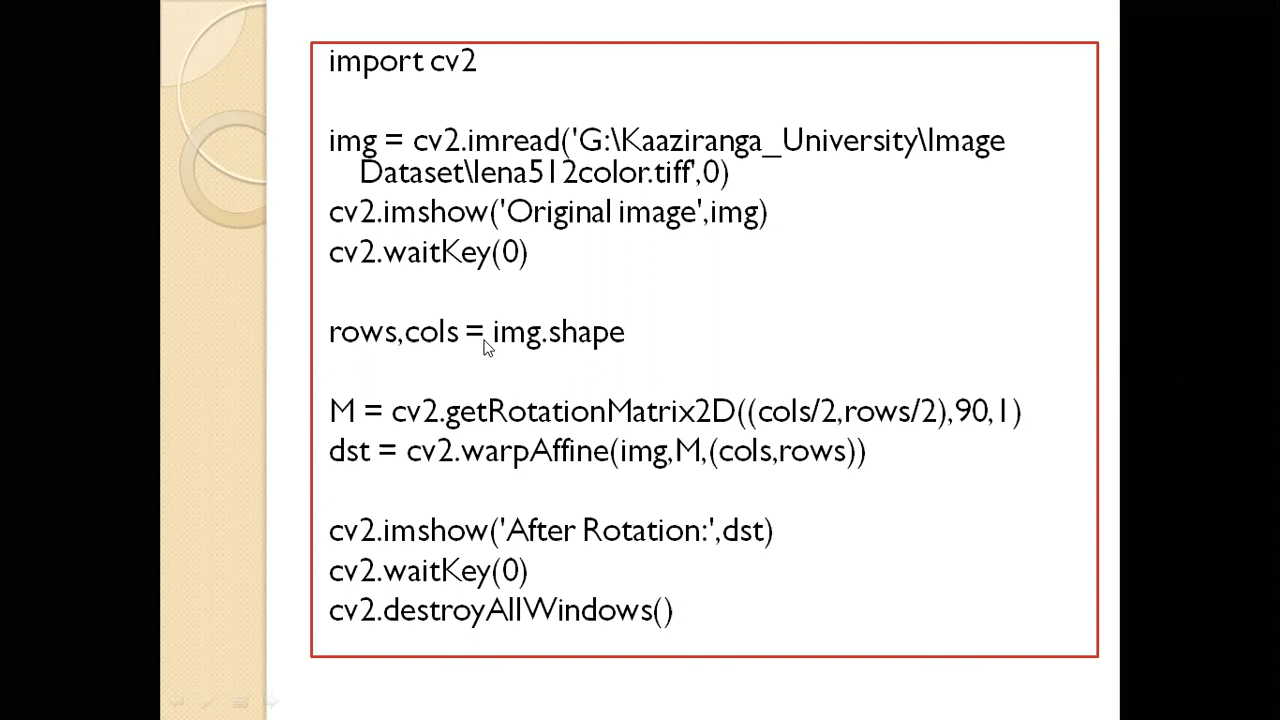 import cv2
img = cv2.imread('G:\Kaaziranga_University\Image
Dataset\lena512color.tiff',0)
cv2.imshow('Original image',img)
cv2.waitKey(0)
rows,cols = img.shape
M = cv2.getRotationMatrix2D((cols/2,rows/2),90,1)
dst = cv2.warpAffine(img,M,(cols,rows))
cv2.imshow('After Rotation:',dst)
cv2.waitKey(0)
cv2.destroyAllWindows()